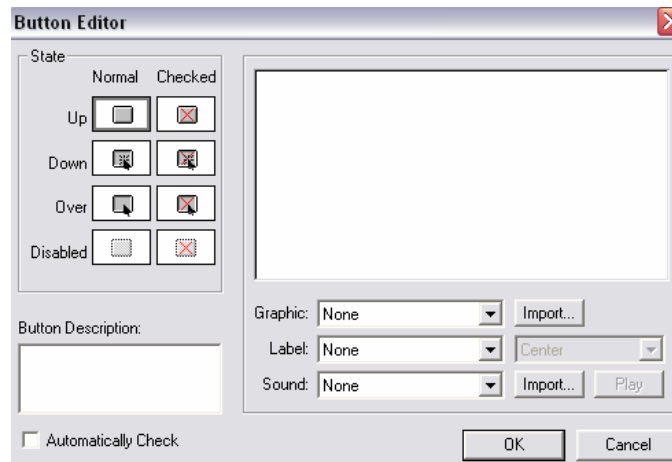 Button Editor
State
Normal Checked
Up
Down
Over
Disabled
Button Description:
Automatically Check
Graphic: None Import...
Label: None Center
Sound: None Import... Play
OK Cancel